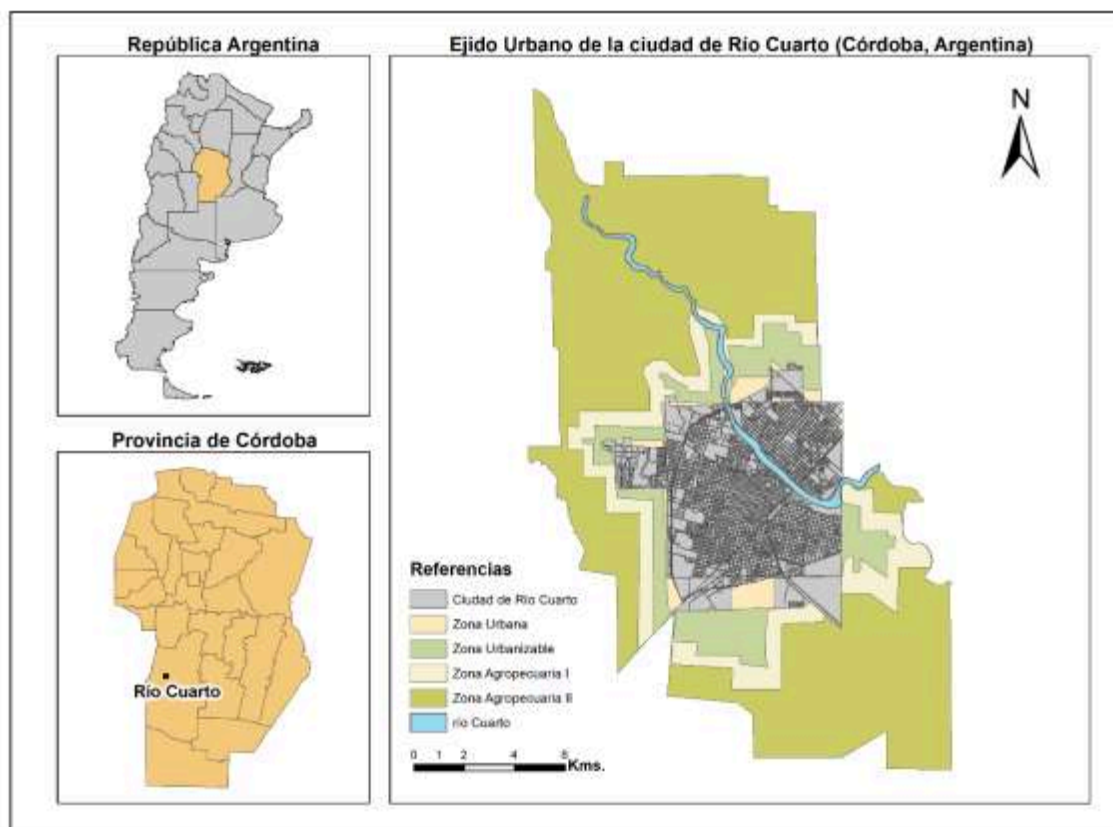 República Argentina
Ejido Urbano de la ciudad de Río Cuarto (Córdoba, Argentina)
N
Provincia de Córdoba
Río Cuarto
Referencias
Ciudad de Río Cuarto
Zona Urbana
Zona Urbanizable
Zona Agropecuaria I
Zona Agropecuaria II
río Cuarto
0 1 2 4 6
Kms.